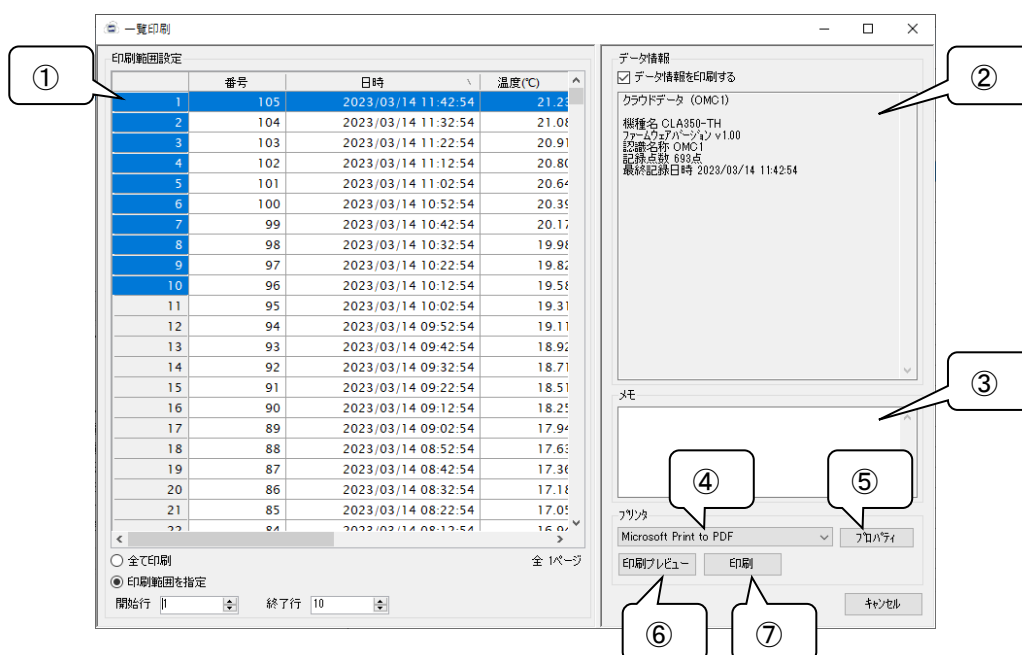 一覧印刷
印刷範囲設定
番号 日時 温度(℃)
1 105 2023/03/14 11:42:54 21.23
2 104 2023/03/14 11:32:54 21.08
3 103 2023/03/14 11:22:54 20.91
4 102 2023/03/14 11:12:54 20.80
5 101 2023/03/14 11:02:54 20.64
6 100 2023/03/14 10:52:54 20.39
7 99 2023/03/14 10:42:54 20.17
8 98 2023/03/14 10:32:54 19.98
9 97 2023/03/14 10:22:54 19.82
10 96 2023/03/14 10:12:54 19.58
11 95 2023/03/14 10:02:54 19.31
12 94 2023/03/14 09:52:54 19.11
13 93 2023/03/14 09:42:54 18.92
14 92 2023/03/14 09:32:54 18.71
15 91 2023/03/14 09:22:54 18.51
16 90 2023/03/14 09:12:54 18.25
17 89 2023/03/14 09:02:54 17.94
18 88 2023/03/14 08:52:54 17.63
19 87 2023/03/14 08:42:54 17.36
20 86 2023/03/14 08:32:54 17.18
21 85 2023/03/14 08:22:54 17.05
22 84 2023/03/14 08:12:54
全て印刷 全 1ページ
印刷範囲を指定
開始行 1 終了行 10
データ情報
データ情報を印刷する
クラウドデータ (OMC1)
機種名 CLA350-TH
ファームウェアバージョン v1.00
認識名称 OMC1
記録点数 693点
最終記録日時 2023/03/14 11:42:54
メモ
プリンタ
Microsoft Print to PDF プロパティ
印刷プレビュー 印刷
キャンセル
①
②
③
④
⑤
⑥
⑦